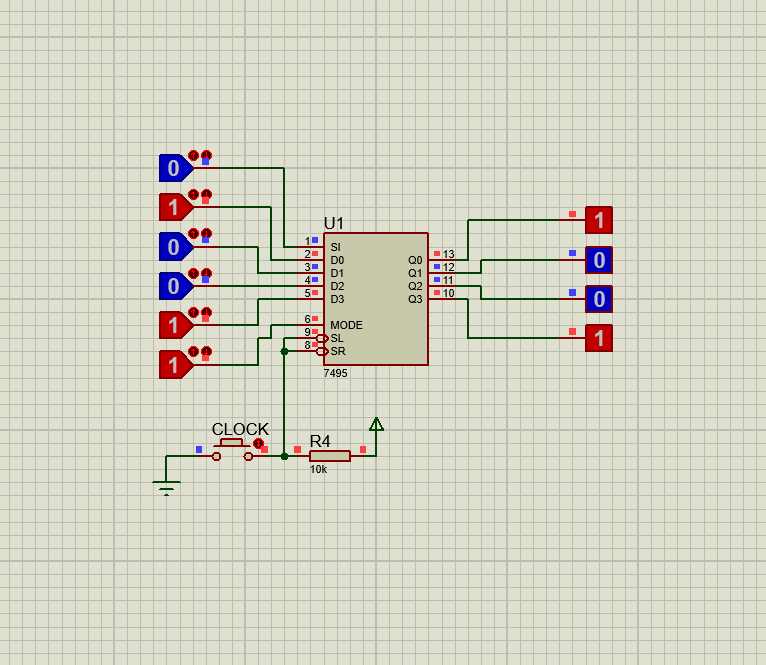 0
1
0
0
1
1
U1
1 SI
2 D0
3 D1
4 D2
5 D3
6 MODE
9 SL
8 SR
Q0 13
Q1 12
Q2 11
Q3 10
7495
1
0
0
1
CLOCK
R4
10k